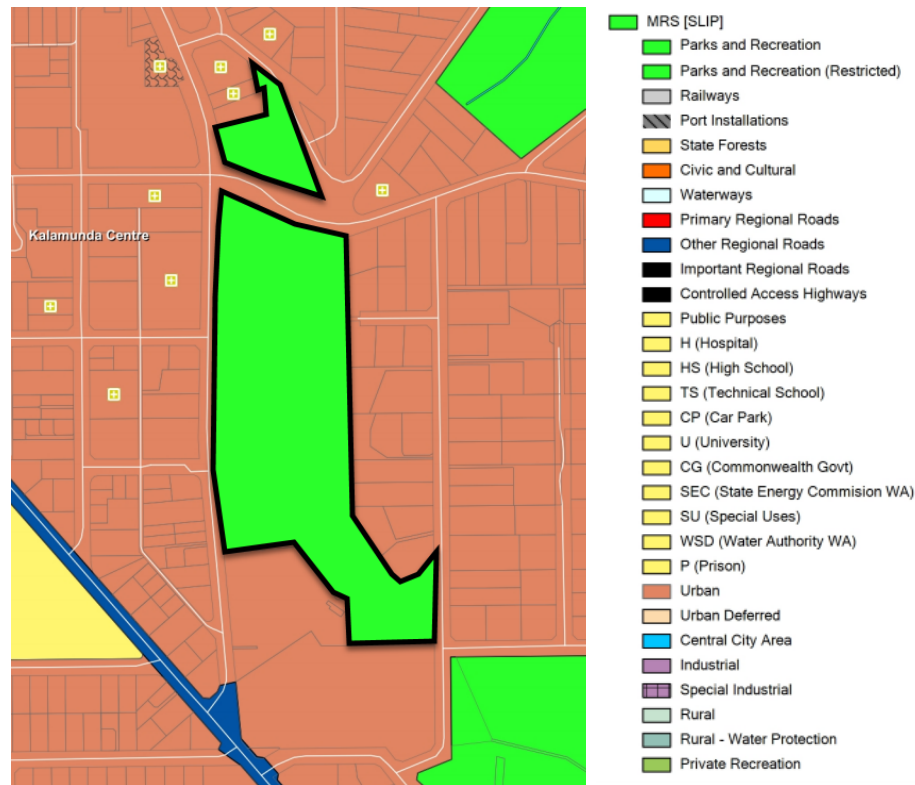 Kalamunda Centre
MRS [SLIP]
Parks and Recreation
Parks and Recreation (Restricted)
Railways
Port Installations
State Forests
Civic and Cultural
Waterways
Primary Regional Roads
Other Regional Roads
Important Regional Roads
Controlled Access Highways
Public Purposes
H (Hospital)
HS (High School)
TS (Technical School)
CP (Car Park)
U (University)
CG (Commonwealth Govt)
SEC (State Energy Commision WA)
SU (Special Uses)
WSD (Water Authority WA)
P (Prison)
Urban
Urban Deferred
Central City Area
Industrial
Special Industrial
Rural
Rural - Water Protection
Private Recreation